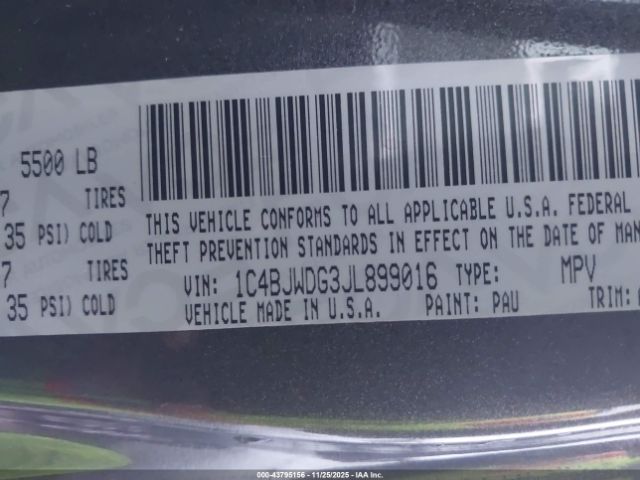 5500 LB
7 TIRES
35 PSI) COLD
7 TIRES
35 PSI) COLD
THIS VEHICLE CONFORMS TO ALL APPLICABLE U.S.A. FEDERAL
THEFT PREVENTION STANDARDS IN EFFECT ON THE DATE OF MAN
VIN: 1C4BJWDG3JL899016 TYPE: MPV
VEHICLE MADE IN U.S.A. PAINT: PAU TRIM:
000-43795156 - 11/25/2025 - IAA Inc.